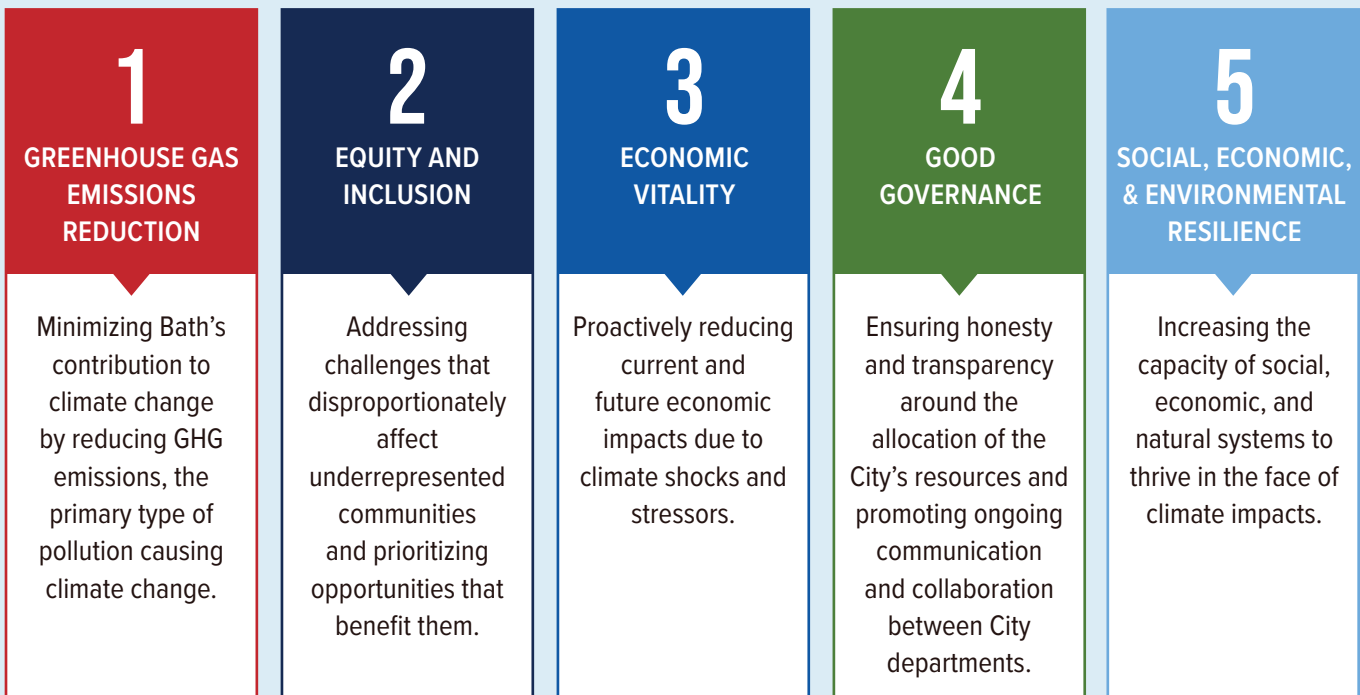 1
GREENHOUSE GAS
EMISSIONS
REDUCTION
Minimizing Bath's
contribution to
climate change
by reducing GHG
emissions, the
primary type of
pollution causing
climate change.
2
EQUITY AND
INCLUSION
Addressing
challenges that
disproportionately
affect
underrepresented
communities
and prioritizing
opportunities that
benefit them.
3
ECONOMIC
VITALITY
Proactively reducing
current and
future economic
impacts due to
climate shocks and
stressors.
4
GOOD
GOVERNANCE
Ensuring honesty
and transparency
around the
allocation of the
City's resources and
promoting ongoing
communication
and collaboration
between City
departments.
5
SOCIAL, ECONOMIC,
& ENVIRONMENTAL
RESILIENCE
Increasing the
capacity of social,
economic, and
natural systems to
thrive in the face of
climate impacts.